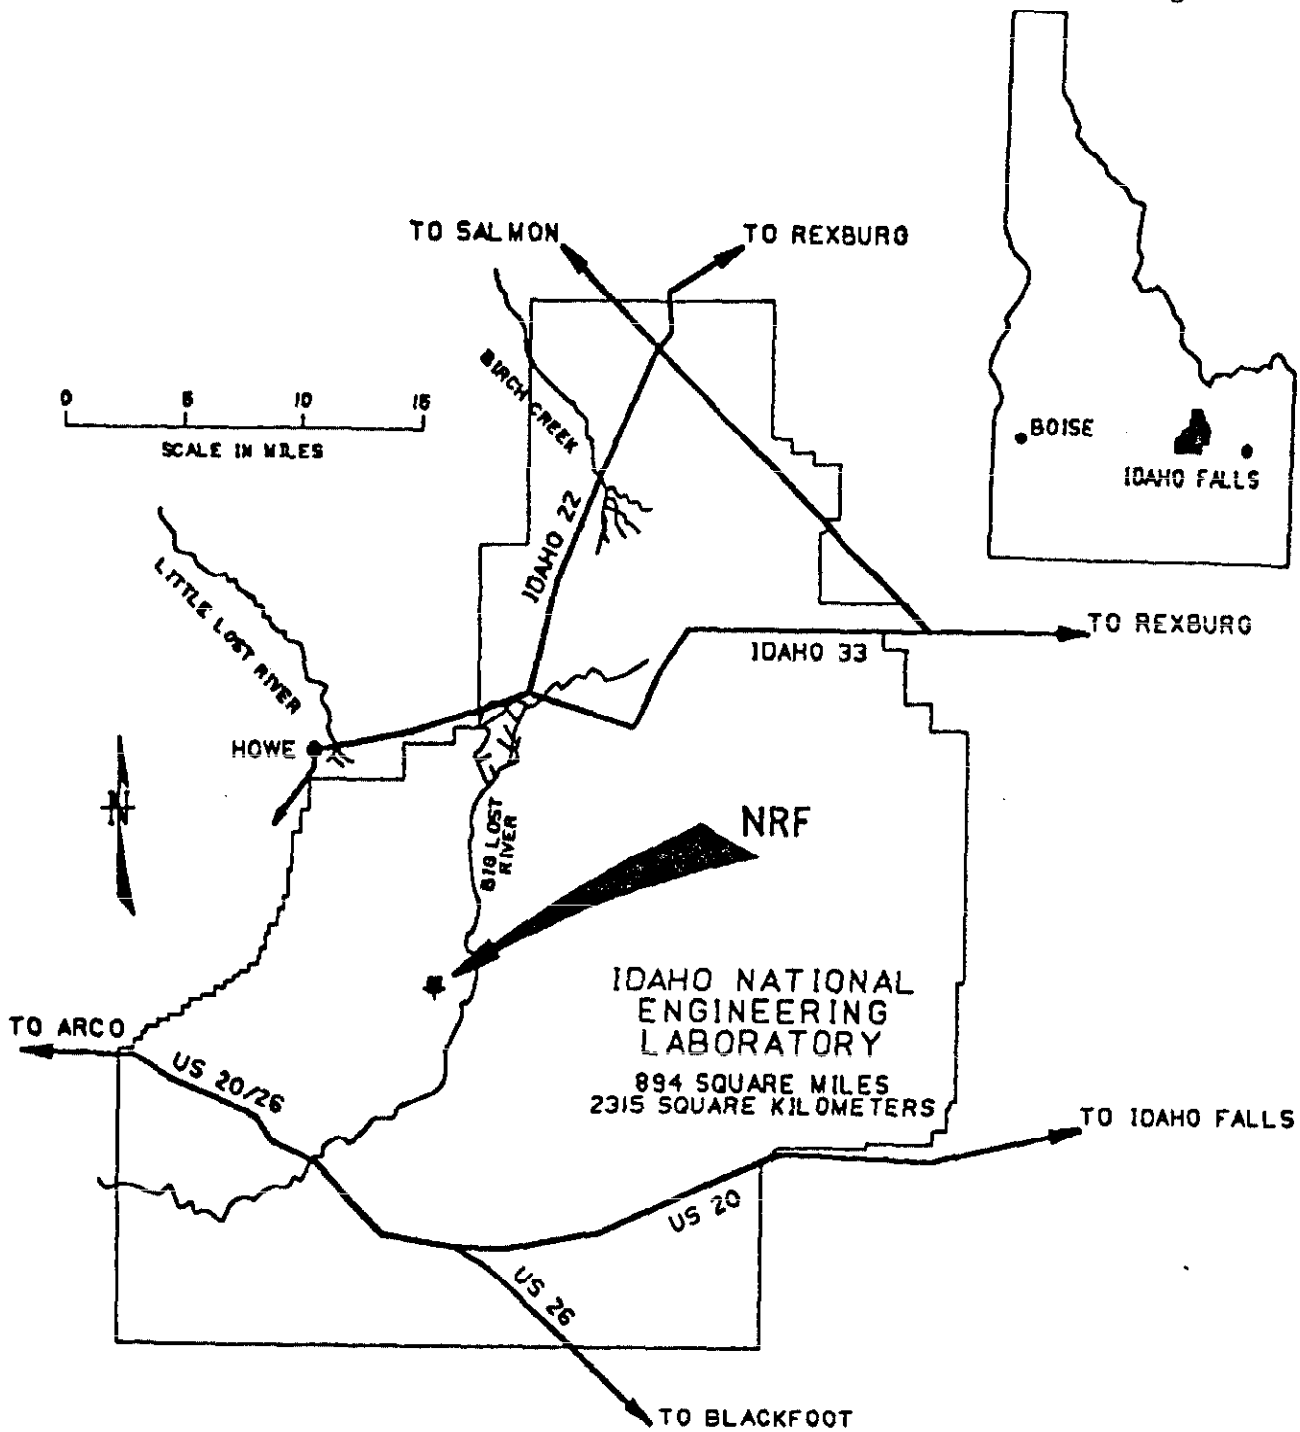 TO SALMON
TO REXBURG
BIRCH CREEK
0 5 10 15
SCALE IN MILES
BOISE
IDAHO FALLS
IDAHO 22
LITTLE LOST RIVER
TO REXBURG
IDAHO 33
HOWE
N
BIG LOST
RIVER
NRF
IDAHO NATIONAL
ENGINEERING
LABORATORY
894 SQUARE MILES
2315 SQUARE KILOMETERS
TO ARCO
US 20/26
TO IDAHO FALLS
US 20
US 26
TO BLACKFOOT